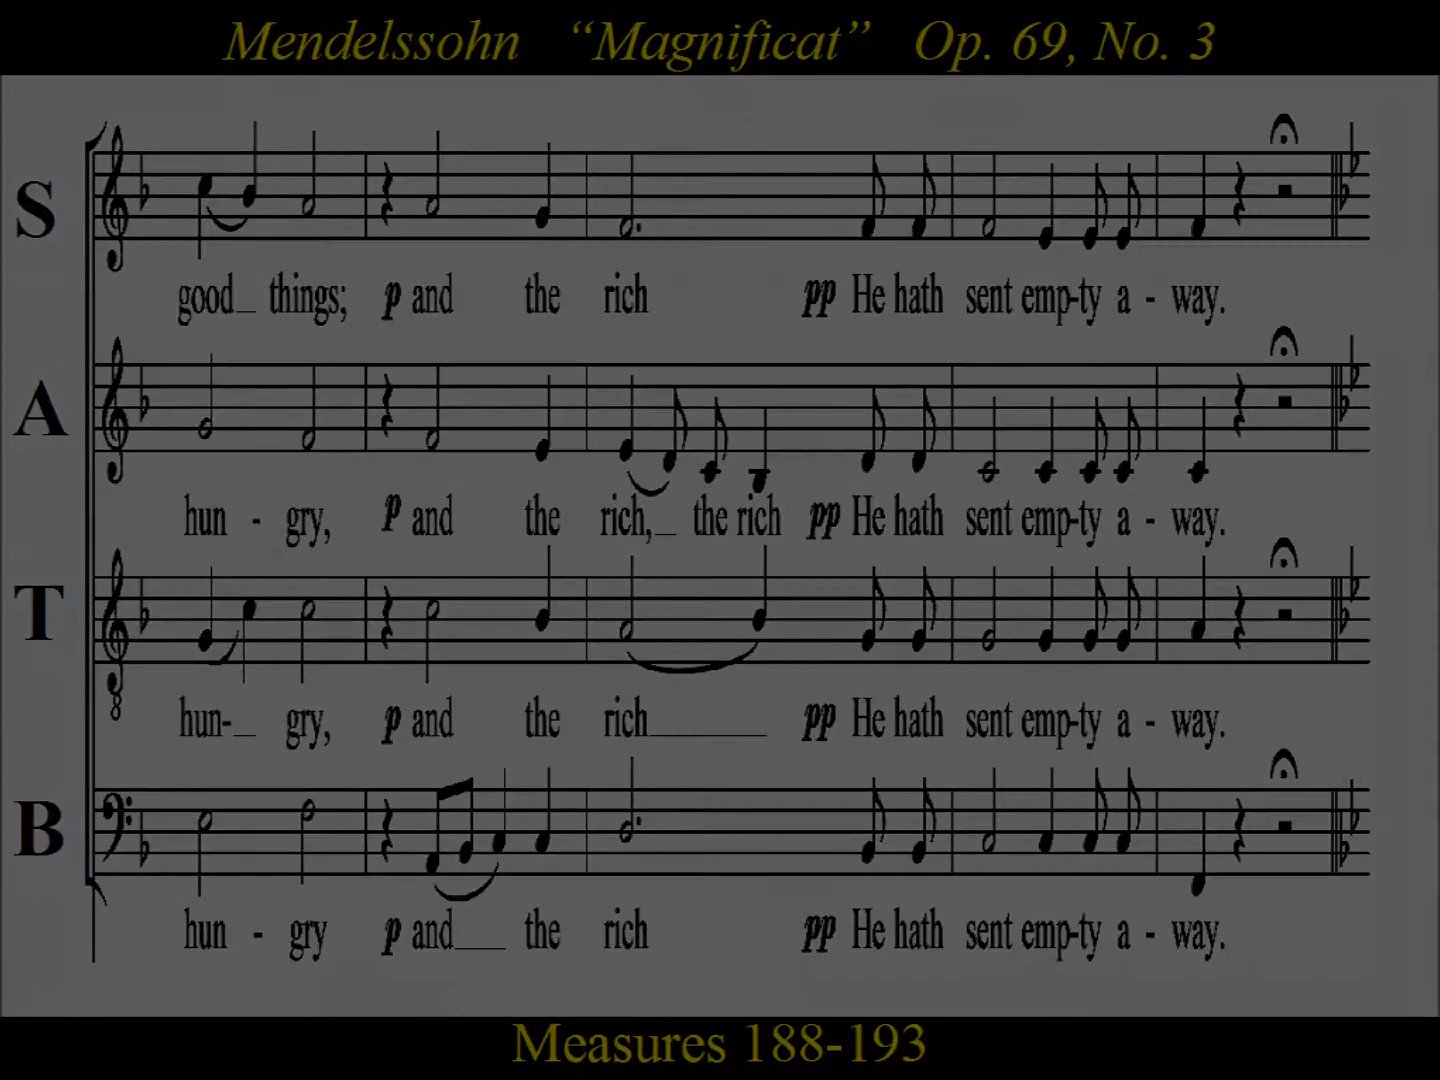 Mendelssohn “Magnificat” Op. 69, No. 3
S
good_ things; p and the rich pp He hath sent emp-ty a - way.
A
hun - gry, p and the rich,_ the rich pp He hath sent emp-ty a - way.
T
8
hun-_ gry, p and the rich______ pp He hath sent emp-ty a - way.
B
hun - gry p and___ the rich pp He hath sent emp-ty a - way.
Measures 188-193